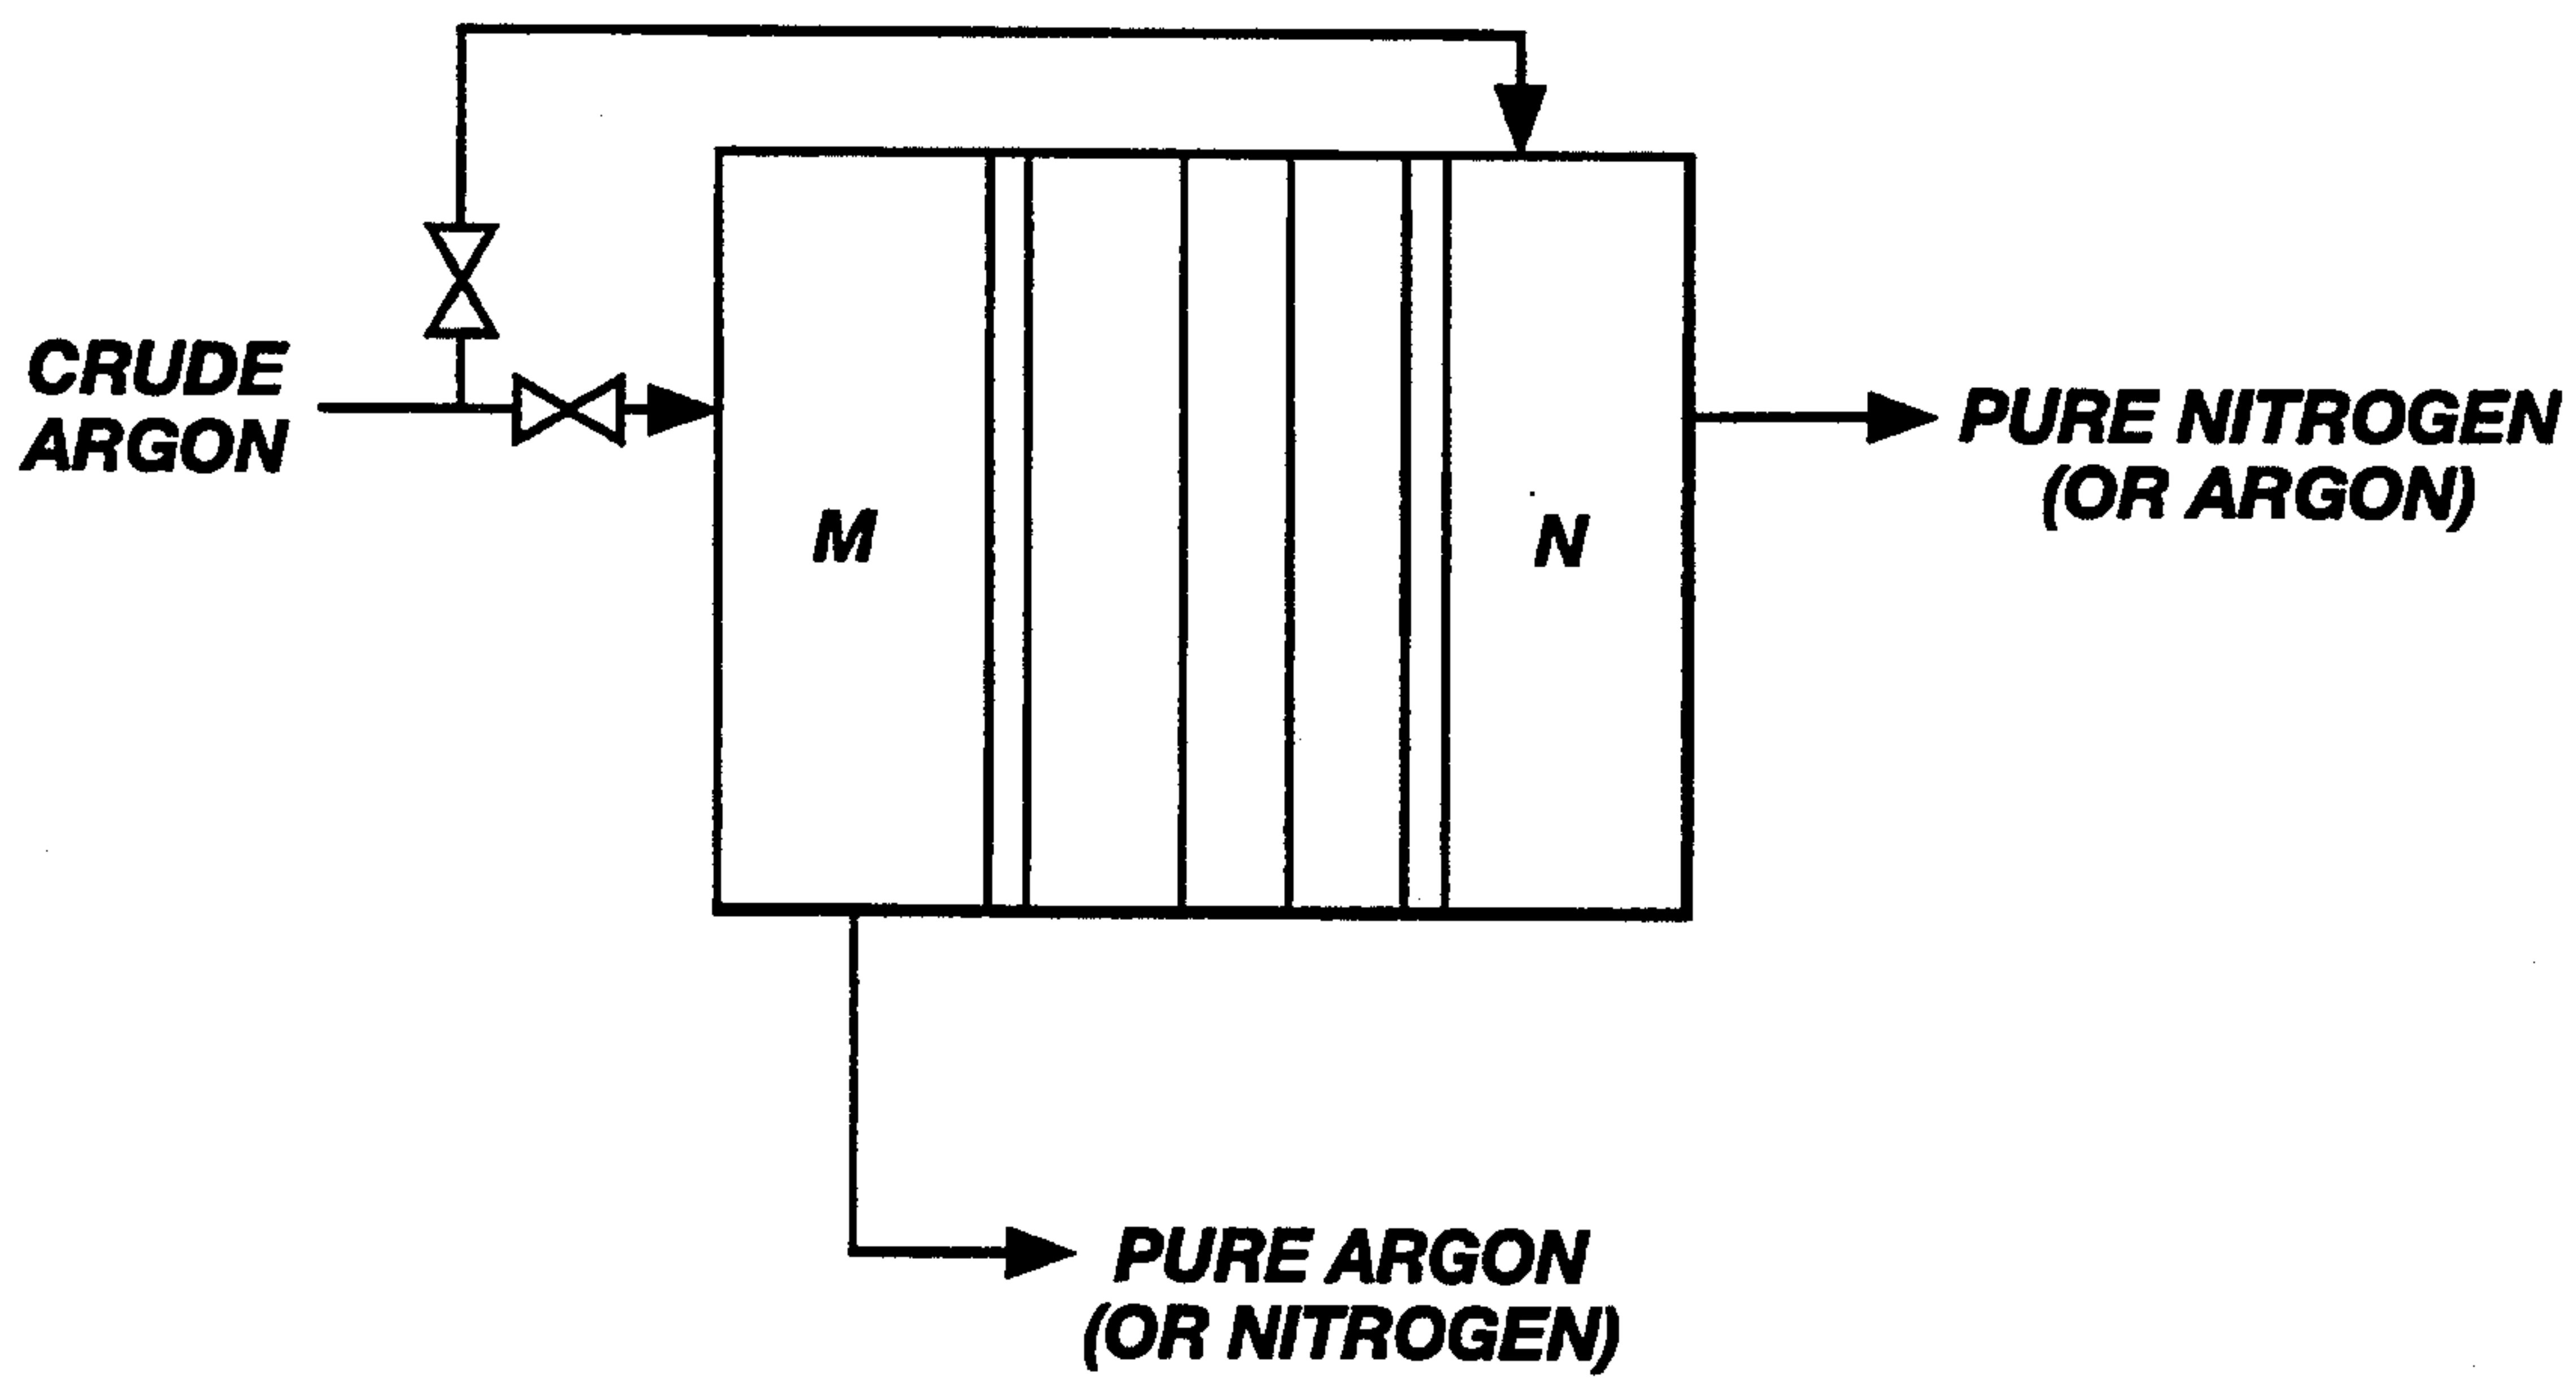 CRUDE
ARGON
M
N
PURE NITROGEN
(OR ARGON)
PURE ARGON
(OR NITROGEN)